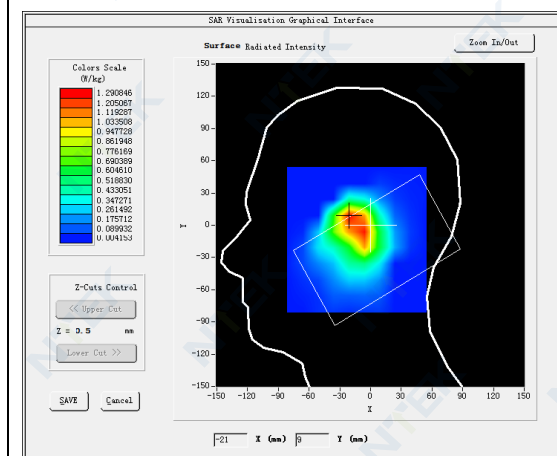 SAR Visualisation Graphical Interface
Surface Radiated Intensity
Zoom In/Out
Colors Scale
(W/kg)
1.290846
1.205067
1.119287
1.033508
0.947728
0.861948
0.776169
0.690389
0.604610
0.518830
0.433051
0.347271
0.261492
0.175712
0.089932
0.004153
Z-Cuts Control
<< Upper Cut
Z = 0.5 mm
Lower Cut >>
SAVE Cancel
150
120
90
60
30
0
-30
-60
-90
-120
-150
Y
-150 -120 -90 -60 -30 0 30 60 90 120 150
X
-21 X (mm) 9 Y (mm)
NTEK